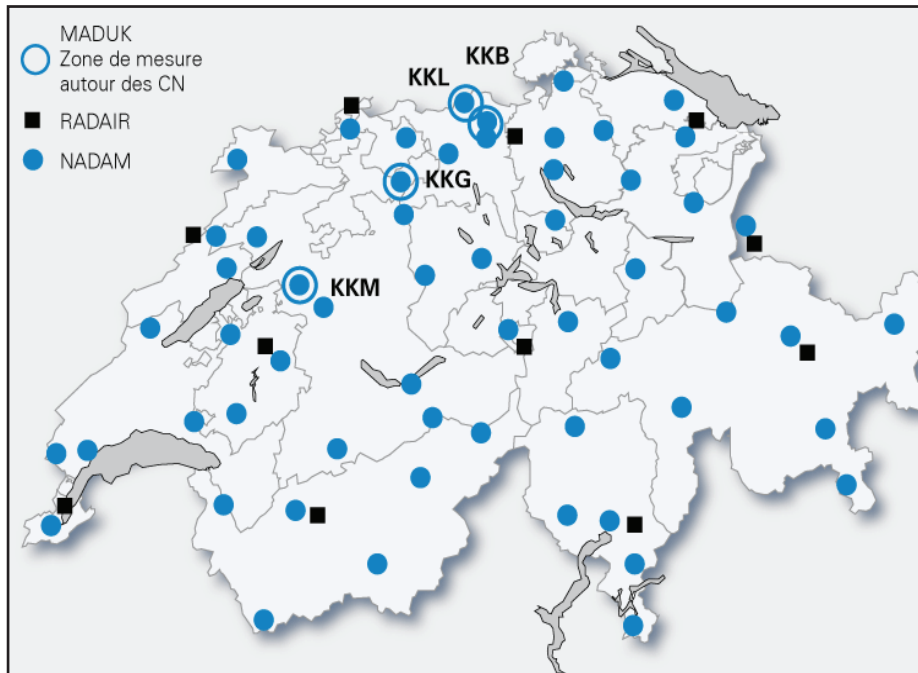 MADUK
Zone de mesure
autour des CN
RADAIR
NADAM
KKB
KKL
KKG
KKM